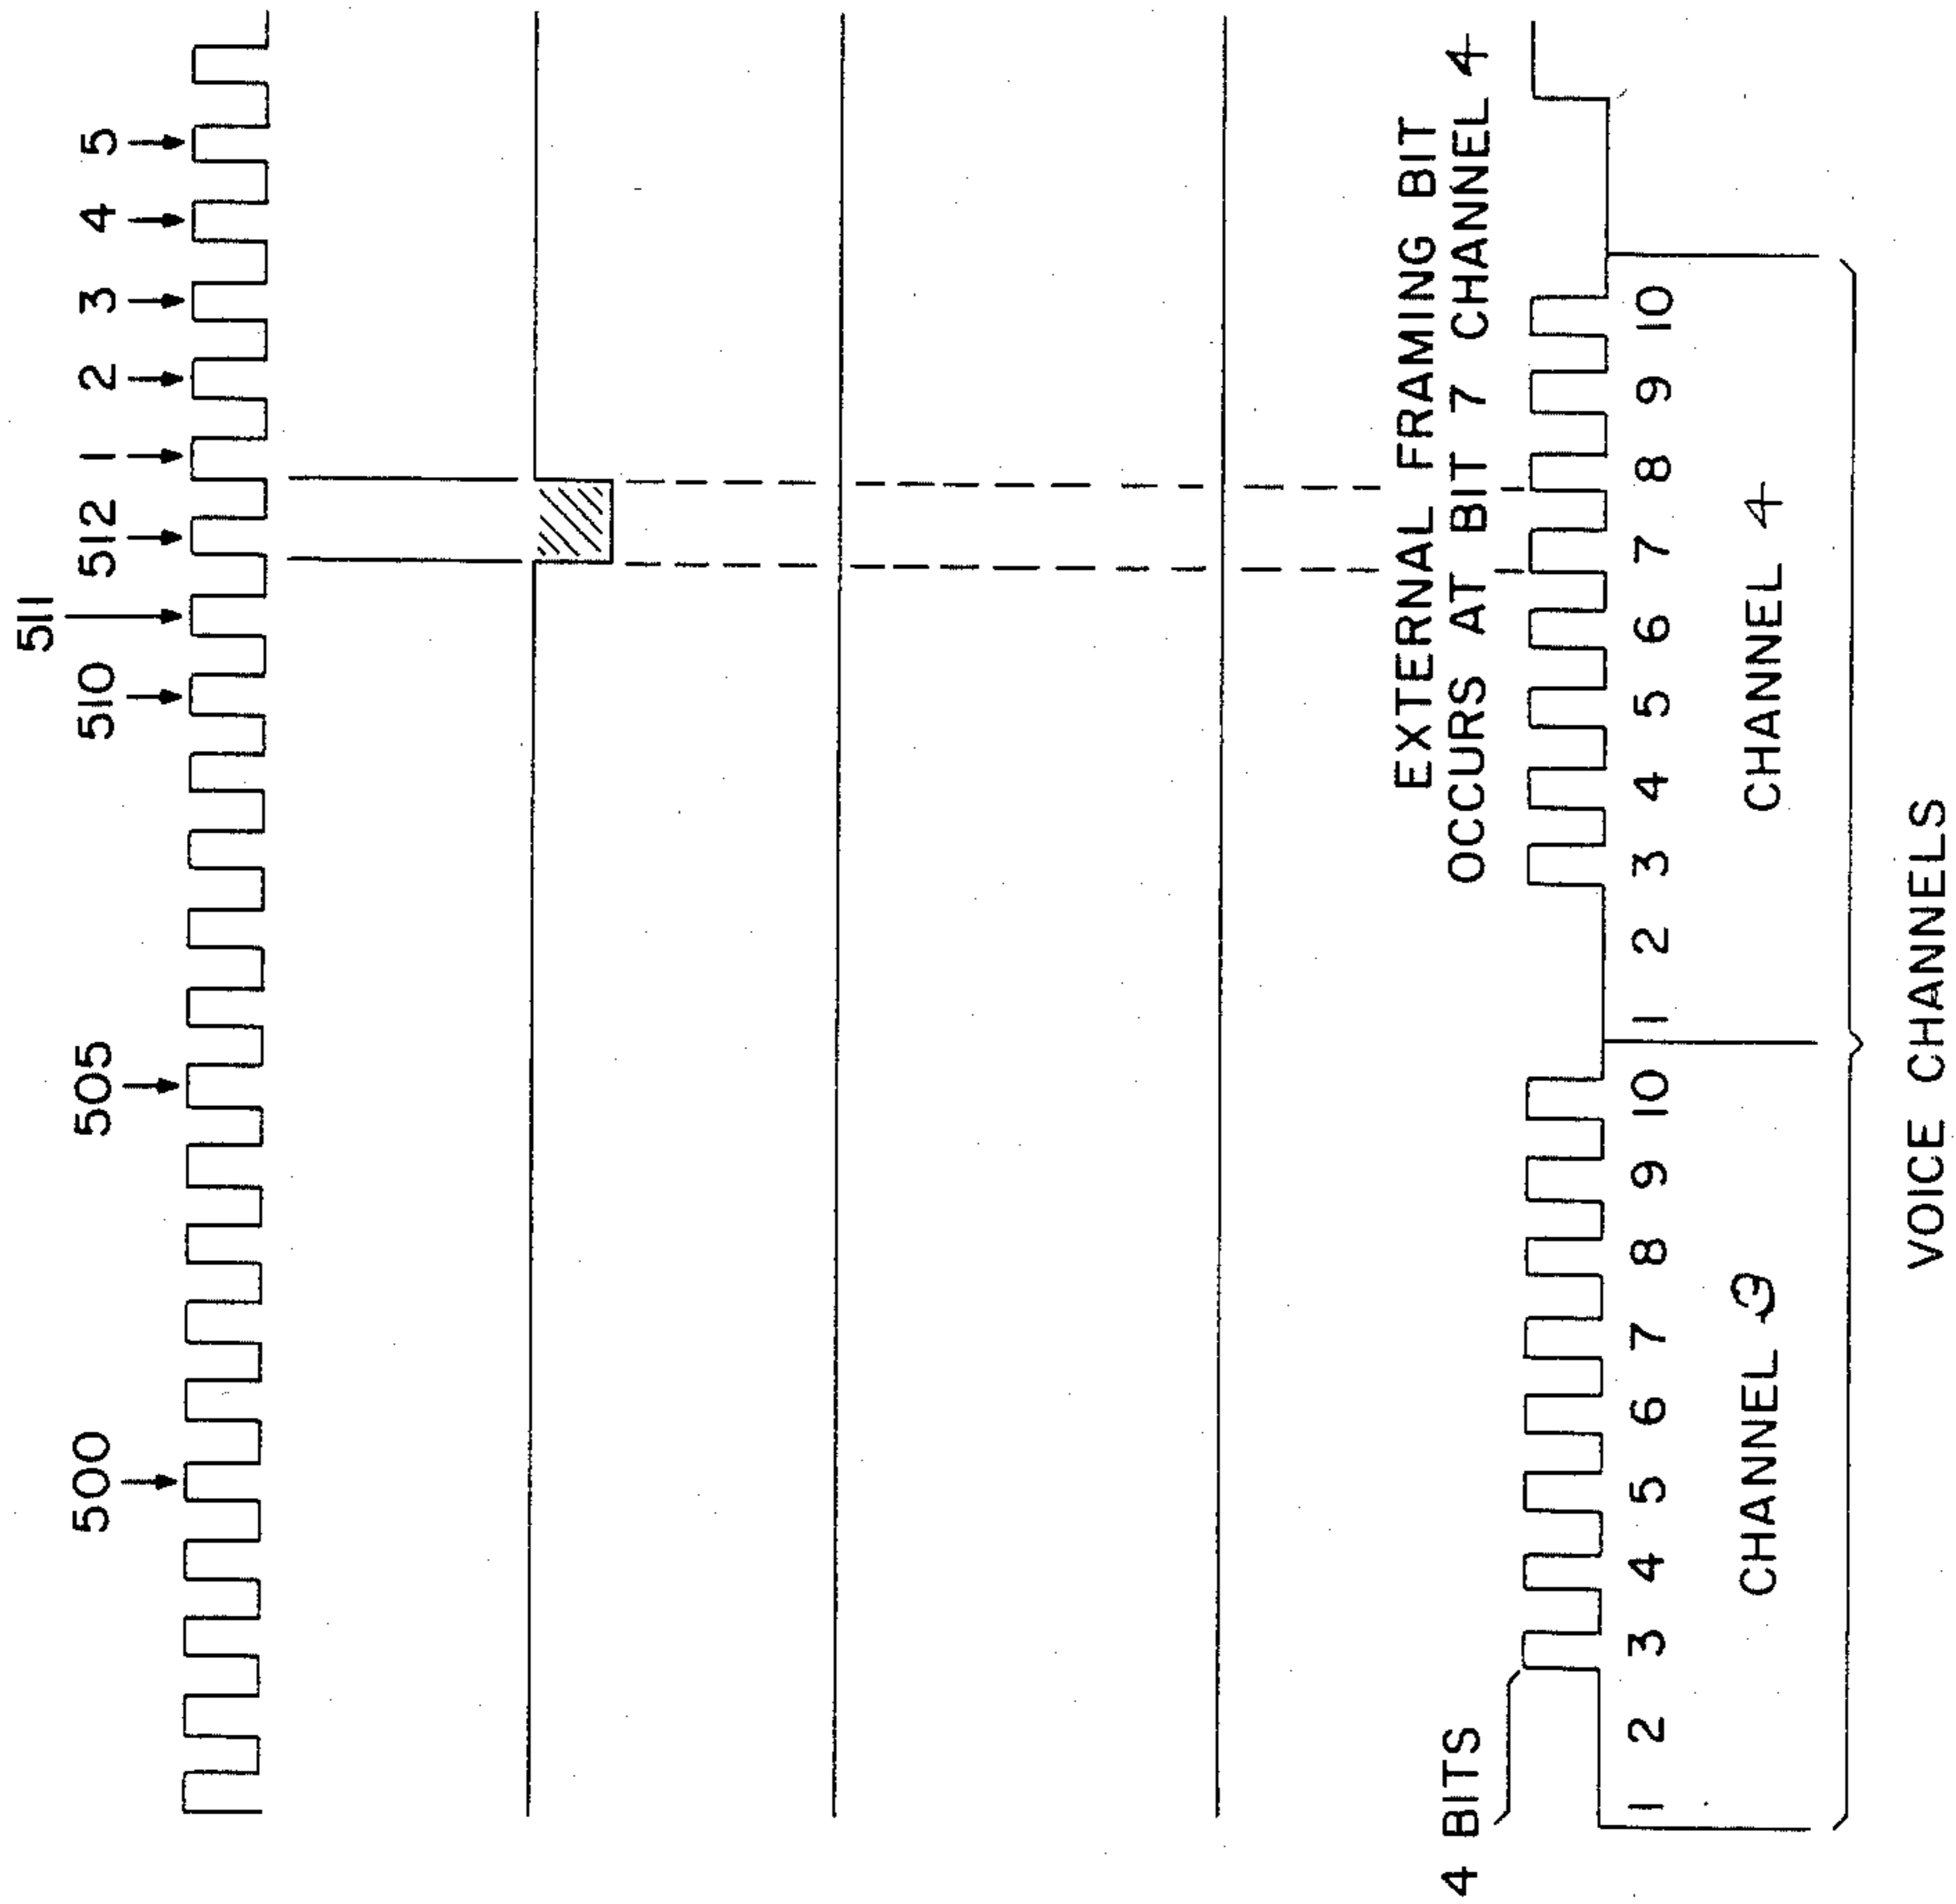 511
500 505 510 512 1 2 3 4 5
EXTERNAL FRAMING BIT
OCCURS AT BIT 7 CHANNEL 4
4 BITS
1 2 3 4 5 6 7 8 9 10 1 2 3 4 5 6 7 8 9 10
CHANNEL 3 CHANNEL 4
VOICE CHANNELS